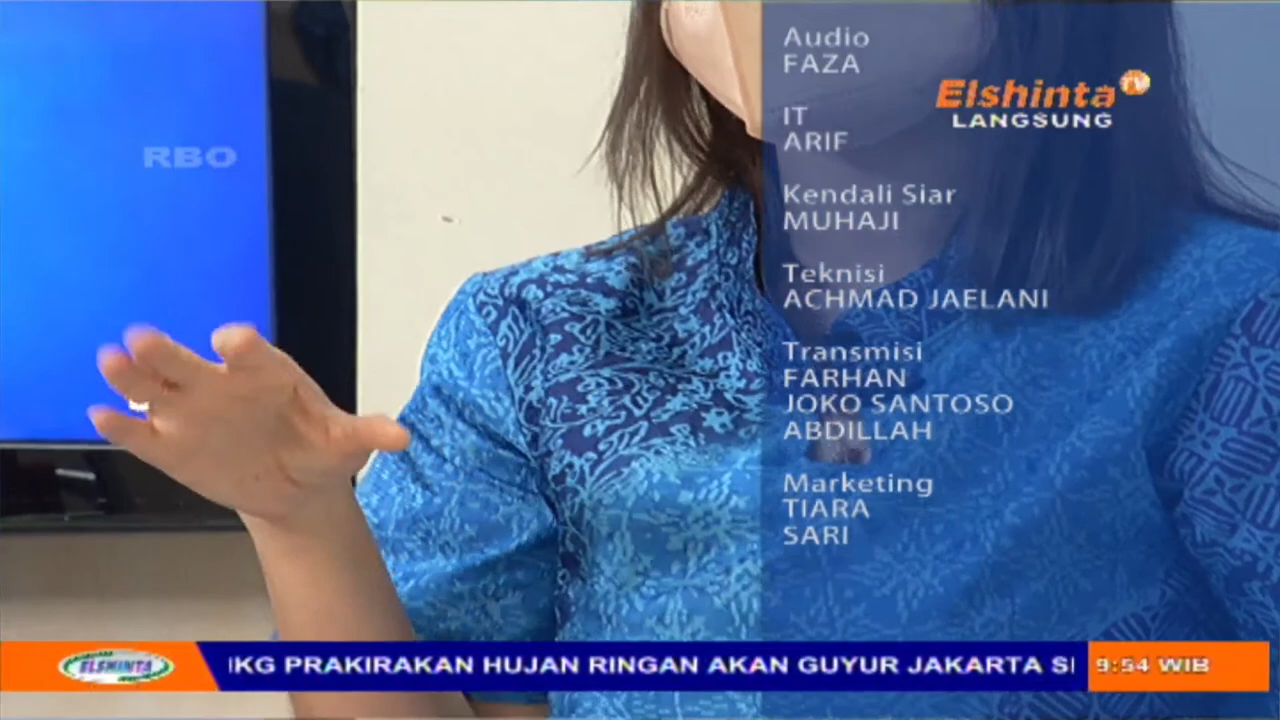 Audio
FAZA
IT
ARIF
Kendali Siar
MUHAJI
Teknisi
ACHMAD JAELANI
Transmisi
FARHAN
JOKO SANTOSO
ABDILLAH
Marketing
TIARA
SARI
Elshinta TV
LANGSUNG
RBO
ELSHINTA
PRAKIRAKAN HUJAN RINGAN AKAN GUYUR JAKARTA
9:54 WIB